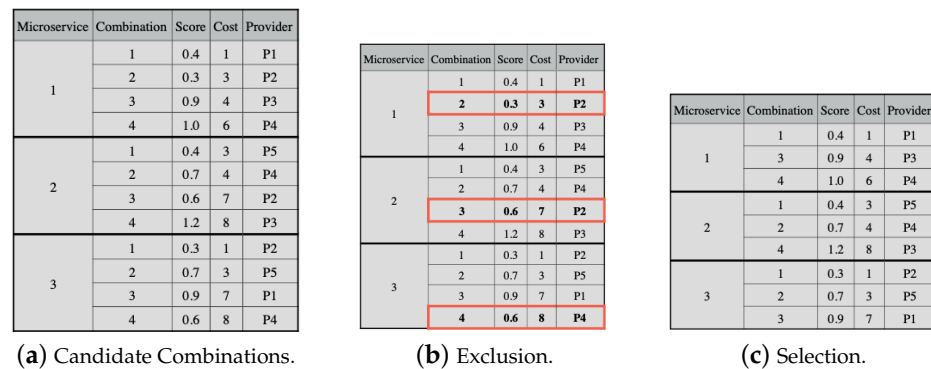 Microservice Combination Score Cost Provider
1 0.4 1 P1
2 0.3 3 P2
1
3 0.9 4 P3
4 1.0 6 P4
1 0.4 3 P5
2 0.7 4 P4
2
3 0.6 7 P2
4 1.2 8 P3
1 0.3 1 P2
2 0.7 3 P5
3
3 0.9 7 P1
4 0.6 8 P4
(a) Candidate Combinations.
Microservice Combination Score Cost Provider
1 0.4 1 P1
2 0.3 3 P2
1
3 0.9 4 P3
4 1.0 6 P4
1 0.4 3 P5
2 0.7 4 P4
2
3 0.6 7 P2
4 1.2 8 P3
1 0.3 1 P2
2 0.7 3 P5
3
3 0.9 7 P1
4 0.6 8 P4
(b) Exclusion.
Microservice Combination Score Cost Provider
1 0.4 1 P1
1 3 0.9 4 P3
4 1.0 6 P4
1 0.4 3 P5
2 2 0.7 4 P4
4 1.2 8 P3
1 0.3 1 P2
3 2 0.7 3 P5
3 0.9 7 P1
(c) Selection.